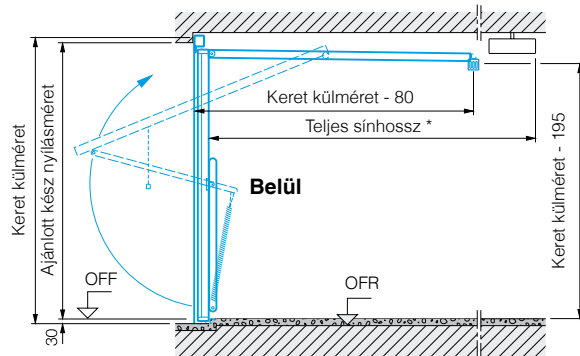 Keret külméret
Ajánlott kész nyílásméret
Keret külméret - 80
Teljes sínhossz *
Belül
Keret külméret - 195
OFF
OFR
30